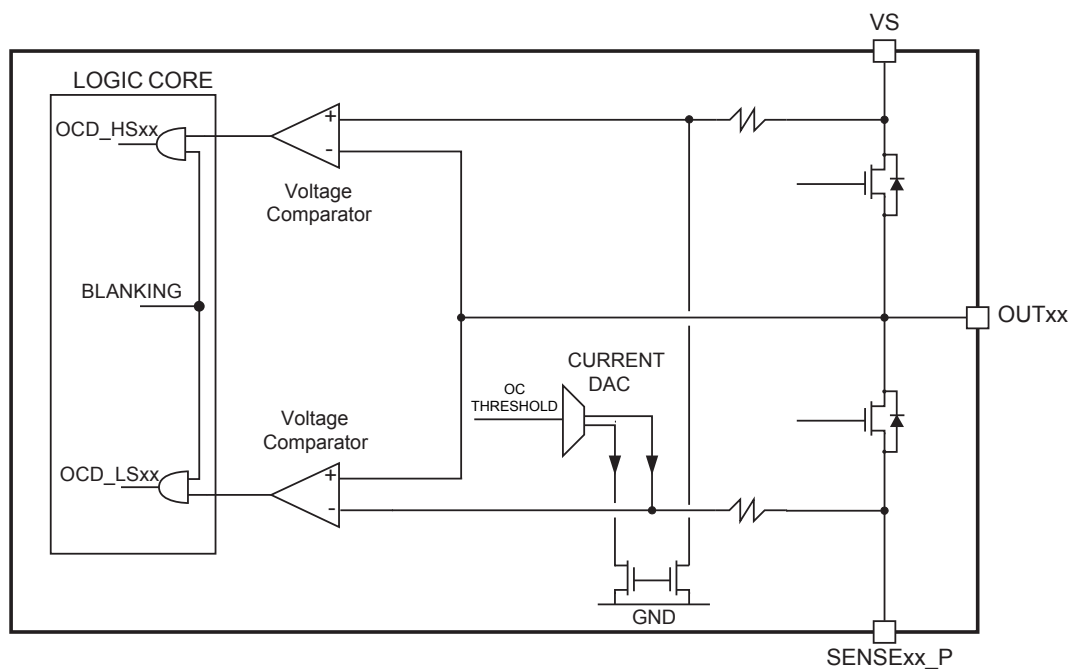 VS
LOGIC CORE
OCD_HSxx
+
-
Voltage
Comparator
BLANKING
OUTxx
CURRENT
DAC
OC
THRESHOLD
Voltage
Comparator
OCD_LSxx
+
-
GND
SENSExx_P